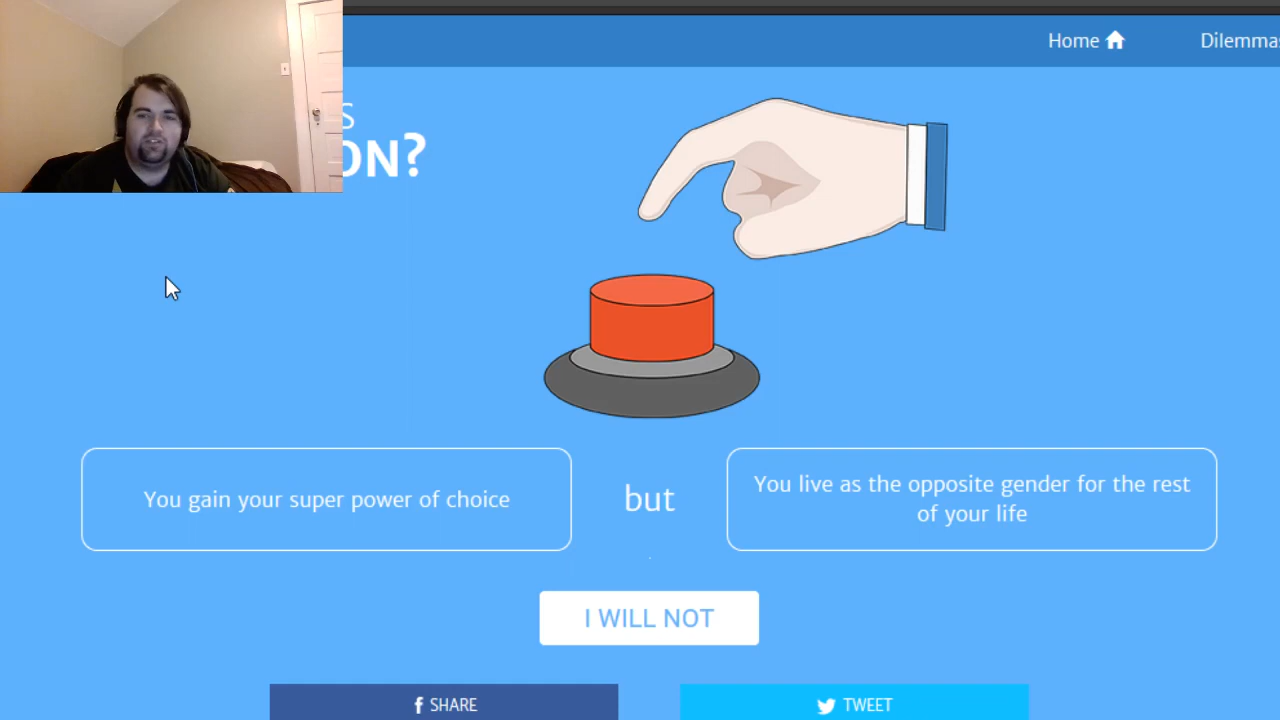 Home
Dilemmas
S
ON?
You gain your super power of choice
but
You live as the opposite gender for the rest
of your life
I WILL NOT
f SHARE
TWEET